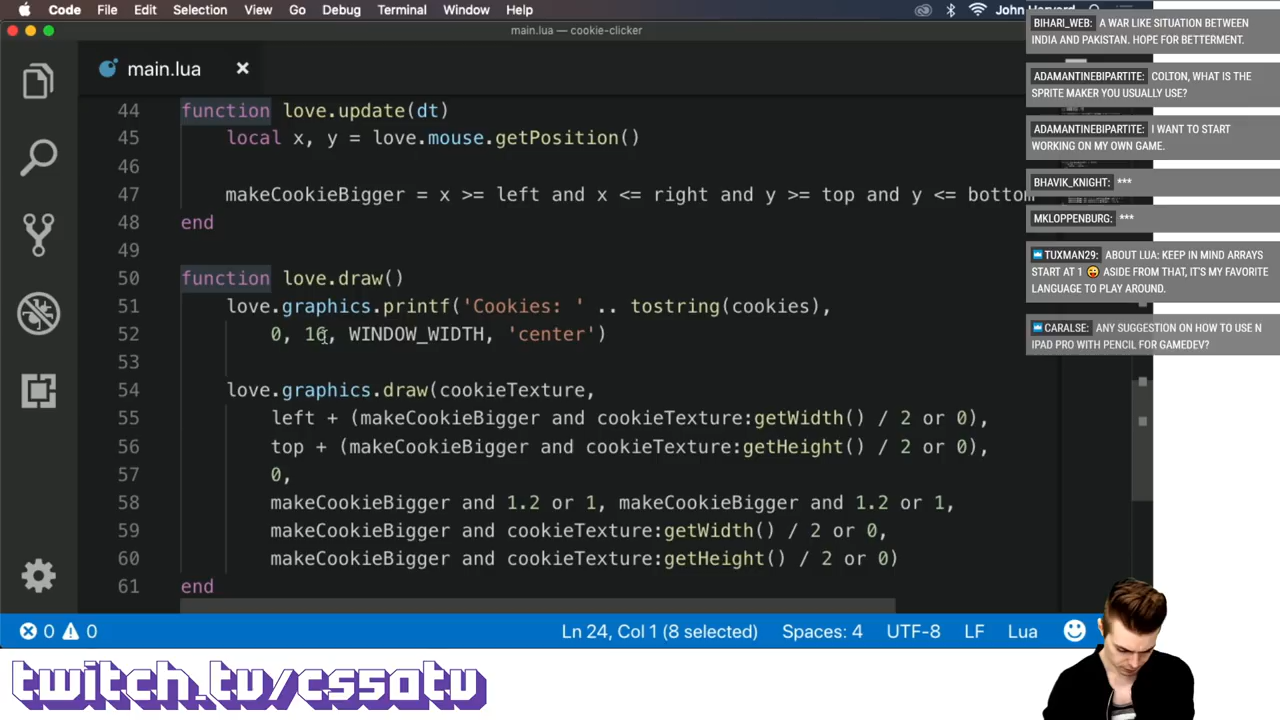 Code File Edit Selection View Go Debug Terminal Window Help
main.lua — cookie-clicker
main.lua
44 function love.update(dt)
45 local x, y = love.mouse.getPosition()
46
47 makeCookieBigger = x >= left and x <= right and y >= top and y <= bottom
48 end
49
50 function love.draw()
51 love.graphics.printf('Cookies: ' .. tostring(cookies),
52 0, 16, WINDOW_WIDTH, 'center')
53
54 love.graphics.draw(cookieTexture,
55 left + (makeCookieBigger and cookieTexture:getWidth() / 2 or 0),
56 top + (makeCookieBigger and cookieTexture:getHeight() / 2 or 0),
57 0,
58 makeCookieBigger and 1.2 or 1, makeCookieBigger and 1.2 or 1,
59 makeCookieBigger and cookieTexture:getWidth() / 2 or 0,
60 makeCookieBigger and cookieTexture:getHeight() / 2 or 0)
61 end
0 0 Ln 24, Col 1 (8 selected) Spaces: 4 UTF-8 LF Lua
BIHARI_WEB: A WAR LIKE SITUATION BETWEEN
INDIA AND PAKISTAN. HOPE FOR BETTERMENT.
ADAMANTINEBIPARTITE: COLTON, WHAT IS THE
SPRITE MAKER YOU USUALLY USE?
ADAMANTINEBIPARTITE: I WANT TO START
WORKING ON MY OWN GAME.
BHAVIK_KNIGHT: ***
MKLOPPENBURG: ***
TUXMAN29: ABOUT LUA: KEEP IN MIND ARRAYS
START AT 1 😜 ASIDE FROM THAT, IT'S MY FAVORITE
LANGUAGE TO PLAY AROUND.
CARALSE: ANY SUGGESTION ON HOW TO USE N
IPAD PRO WITH PENCIL FOR GAMEDEV?
twitch.tv/cs50tv